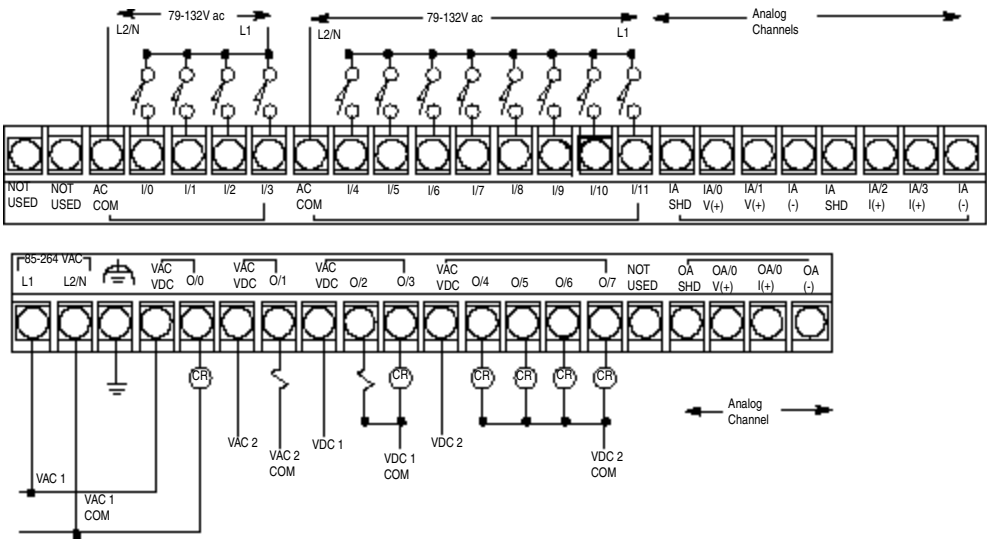 79-132V ac
79-132V ac
Analog
Channels
L2/N
L1
L2/N
L1
NOT
USED
NOT
USED
AC
COM
I/0
I/1
I/2
I/3
AC
COM
I/4
I/5
I/6
I/7
I/8
I/9
I/10
I/11
IA
SHD
IA/0
V(+)
IA/1
V(+)
IA
(-)
IA
SHD
IA/2
I(+)
IA/3
I(+)
IA
(-)
85-264 VAC
L1
L2/N
VAC
VDC
O/0
VAC
VDC
O/1
VAC
VDC
O/2
O/3
VAC
VDC
O/4
O/5
O/6
O/7
NOT
USED
OA
SHD
OA/0
V(+)
OA/0
I(+)
OA
(-)
CR
CR
CR
CR
CR
CR
Analog
Channel
VAC 2
VAC 2
COM
VDC 1
VDC 1
COM
VDC 2
VDC 2
COM
VAC 1
VAC 1
COM